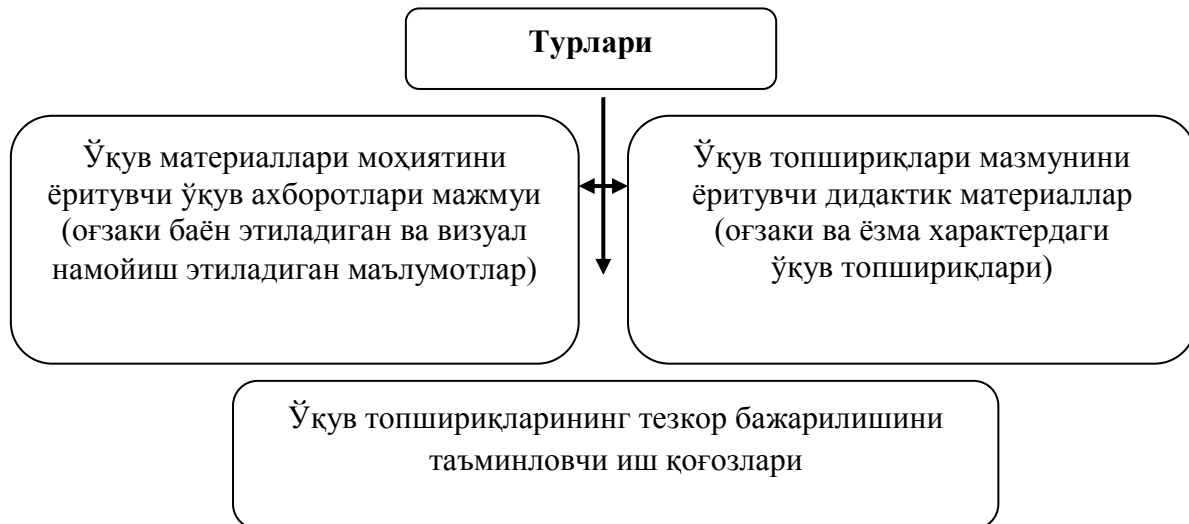 Турлари
Ўқув материаллари моҳиятини
ёритувчи ўқув ахборотлари мажмуи
(оғзаки баён этиладиган ва визуал
намойиш этиладиган маълумотлар)
Ўқув топшириқлари мазмунини
ёритувчи дидактик материаллар
(оғзаки ва ёзма характердаги
ўқув топшириқлари)
Ўқув топшириқларининг тезкор бажарилишини
таъминловчи иш қоғозлари